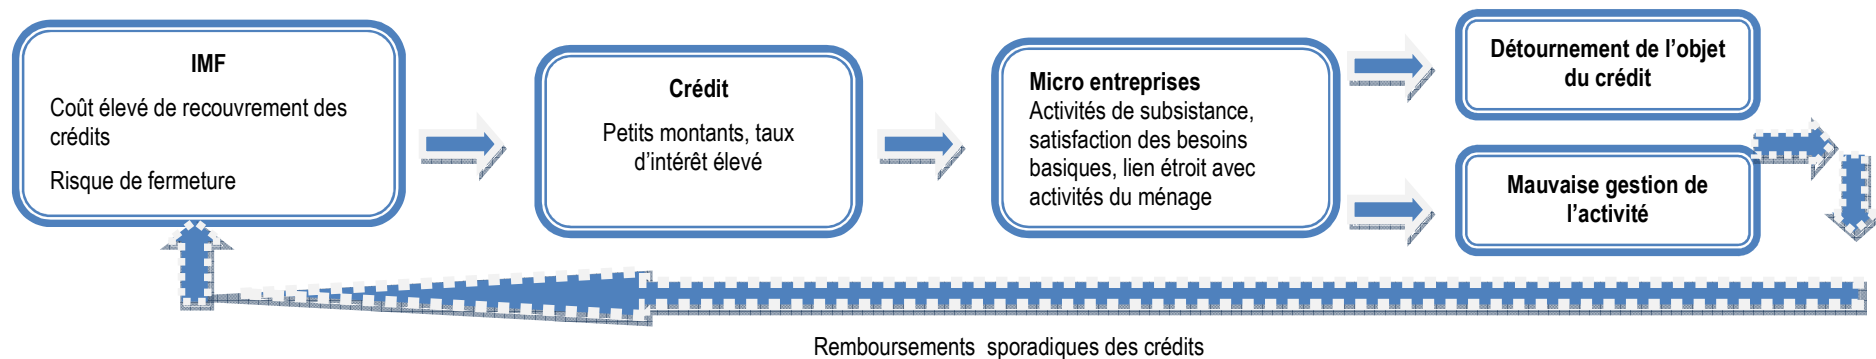 IMF
Coût élevé de recouvrement des
crédits
Risque de fermeture
Crédit
Petits montants, taux
d’intérêt élevé
Micro entreprises
Activités de subsistance,
satisfaction des besoins
basiques, lien étroit avec
activités du ménage
Détournement de l’objet
du crédit
Mauvaise gestion de
l’activité
Remboursements sporadiques des crédits